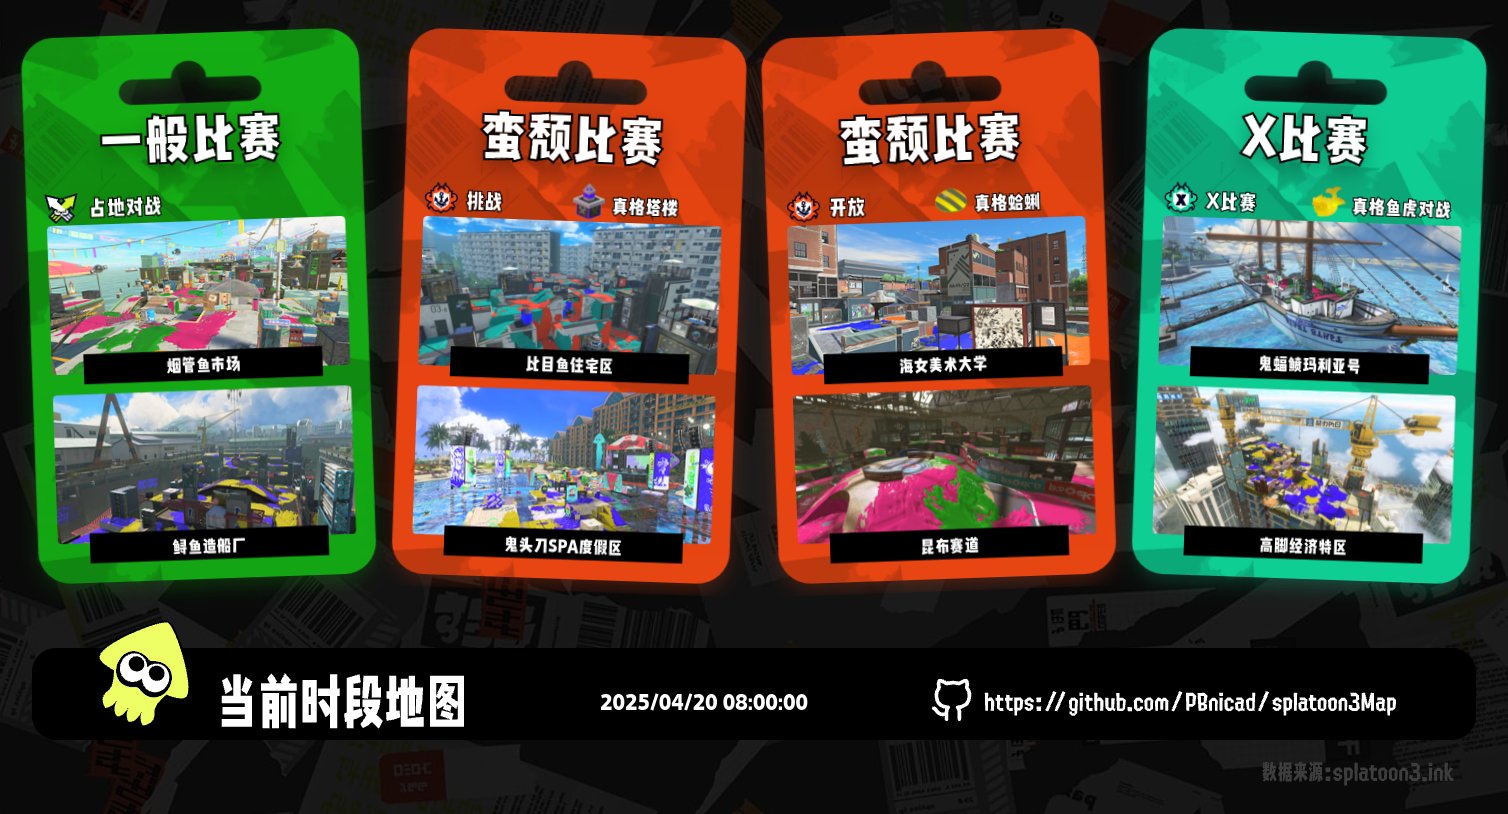 一般比赛
占地对战
烟管鱼市场
鲟鱼造船厂
蛮颓比赛
挑战
真格塔楼
比目鱼住宅区
鬼头刀SPA度假区
蛮颓比赛
开放
真格蛤蜊
海女美术大学
昆布赛道
X比赛
X比赛
真格鱼虎对战
鬼蝠鲼玛利亚号
高脚经济特区
当前时段地图
2025/04/20 08:00:00
https://github.com/PBnicad/splatoon3Map
数据来源:splatoon3.ink